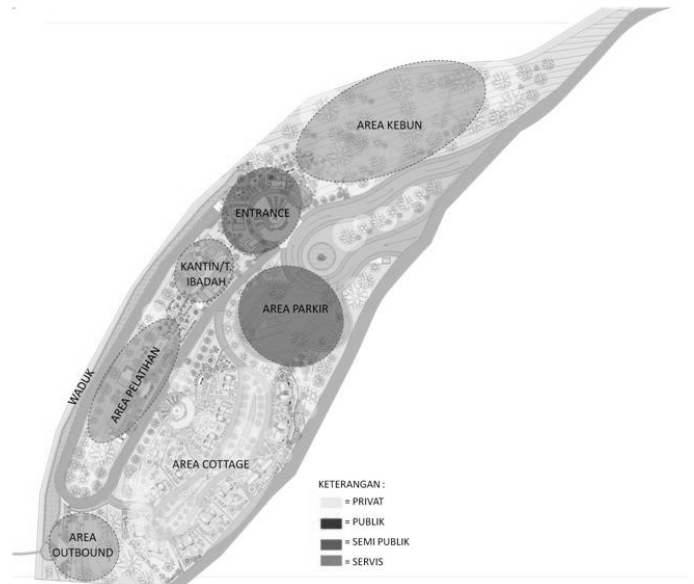 AREA KEBUN
ENTRANCE
KANTIN/T.
IBADAH
AREA PARKIR
WADUK
AREA PELATIHAN
AREA COTTAGE
KETERANGAN :
= PRIVAT
= PUBLIK
= SEMI PUBLIK
= SERVIS
AREA
OUTBOUND